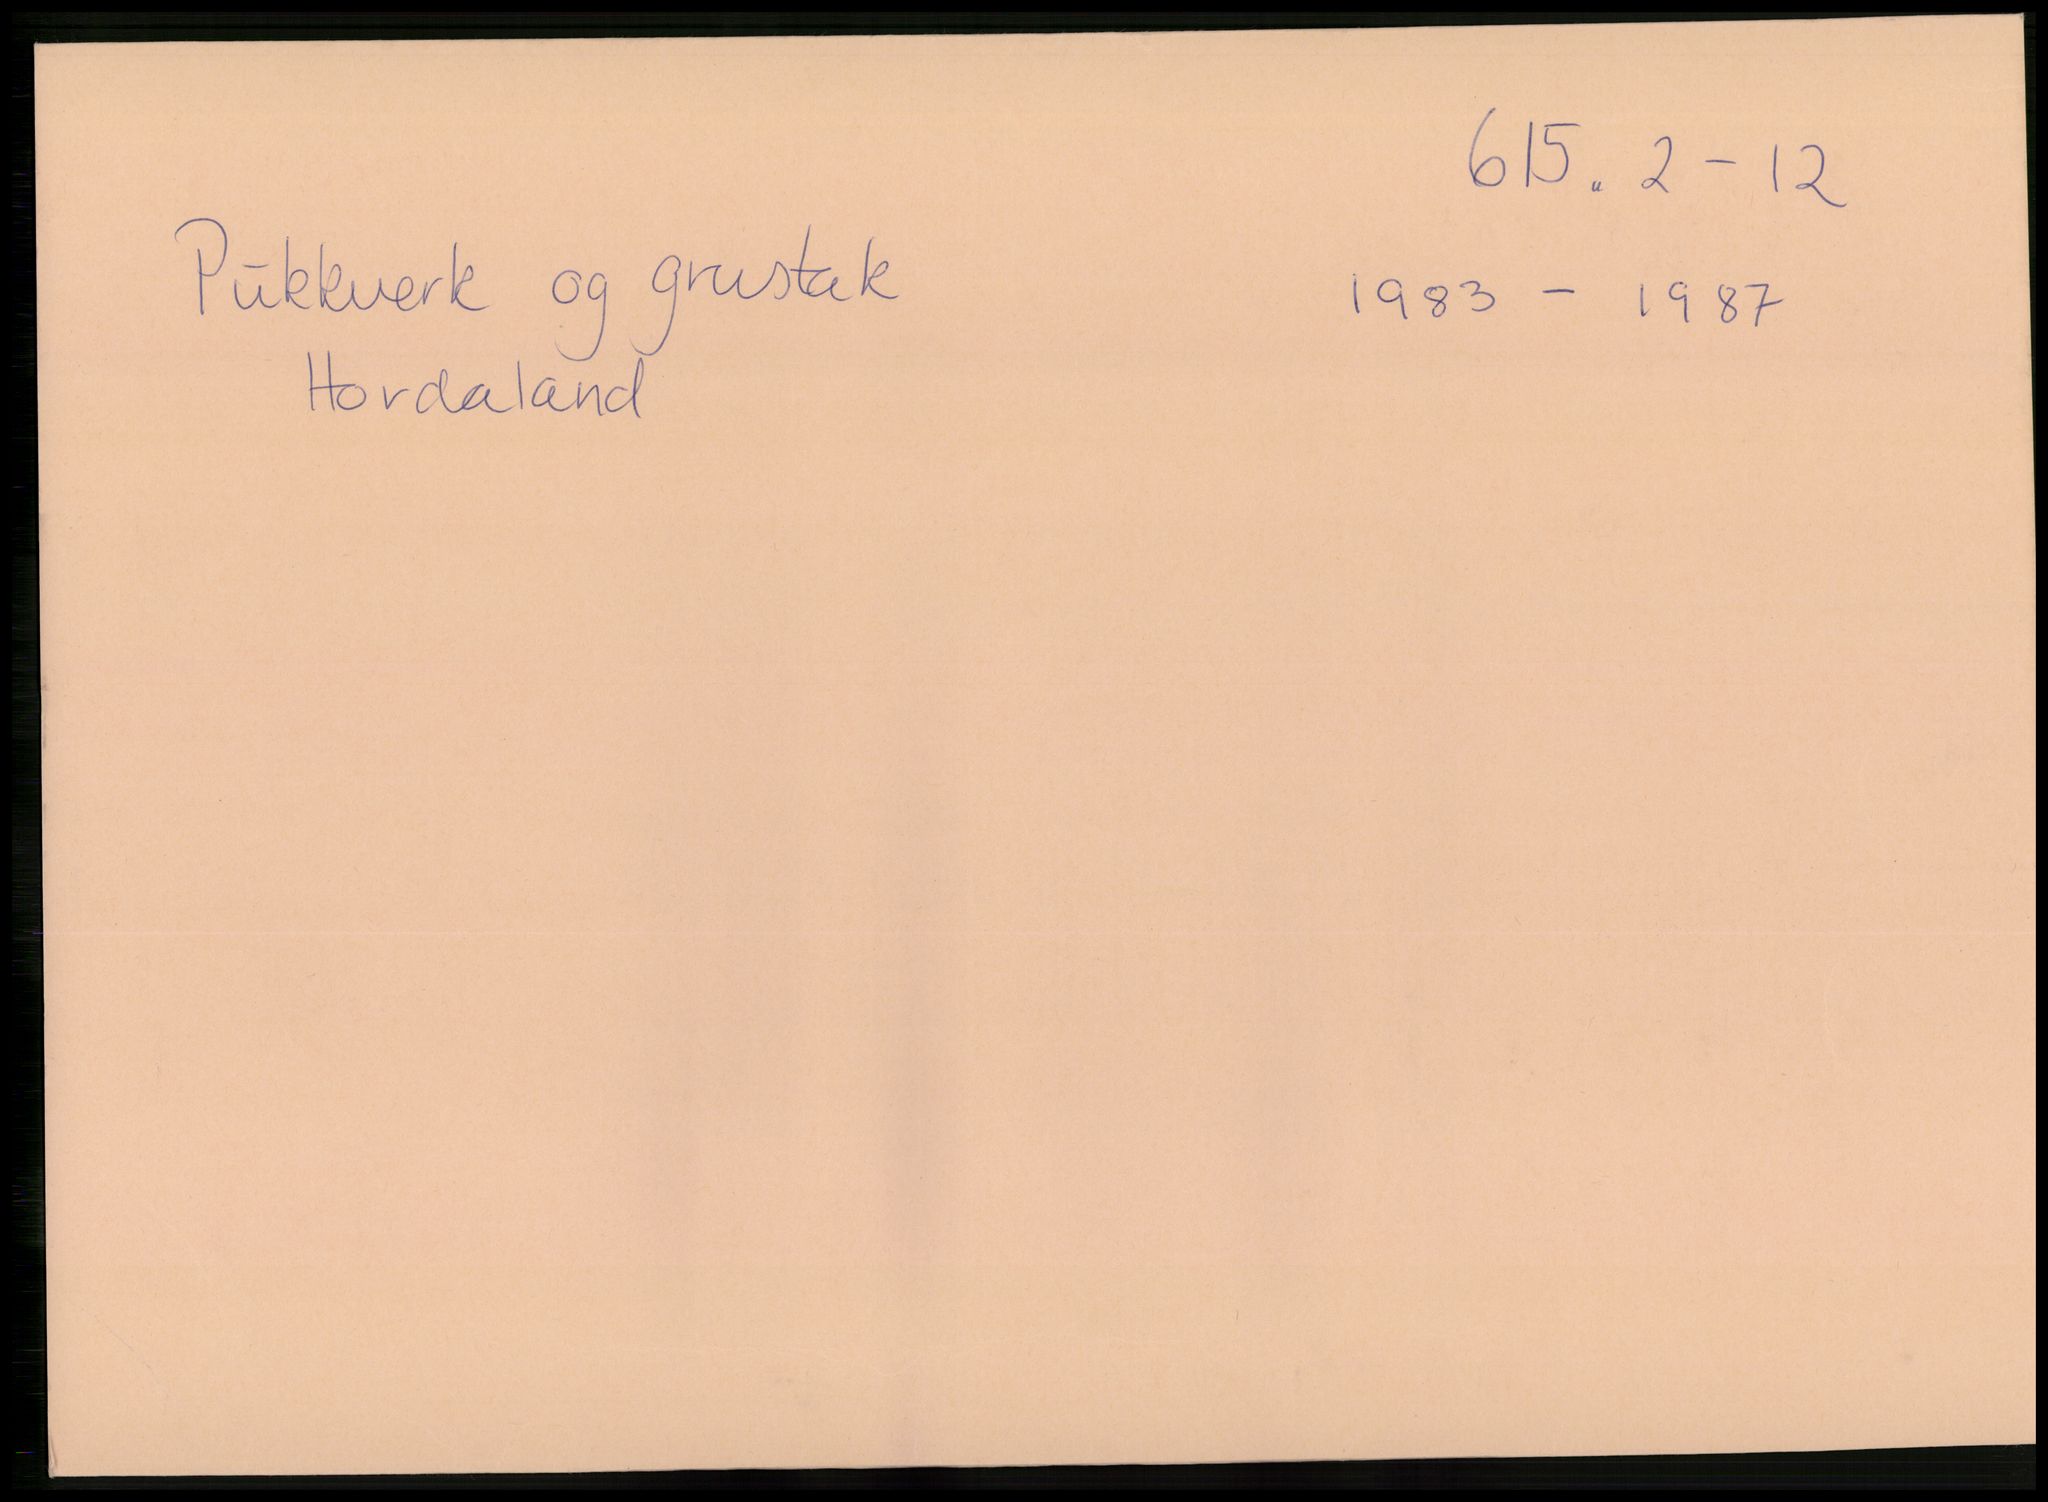 615. 2 - 12
Pukkverk og grustak
1983 - 1987
Hordaland